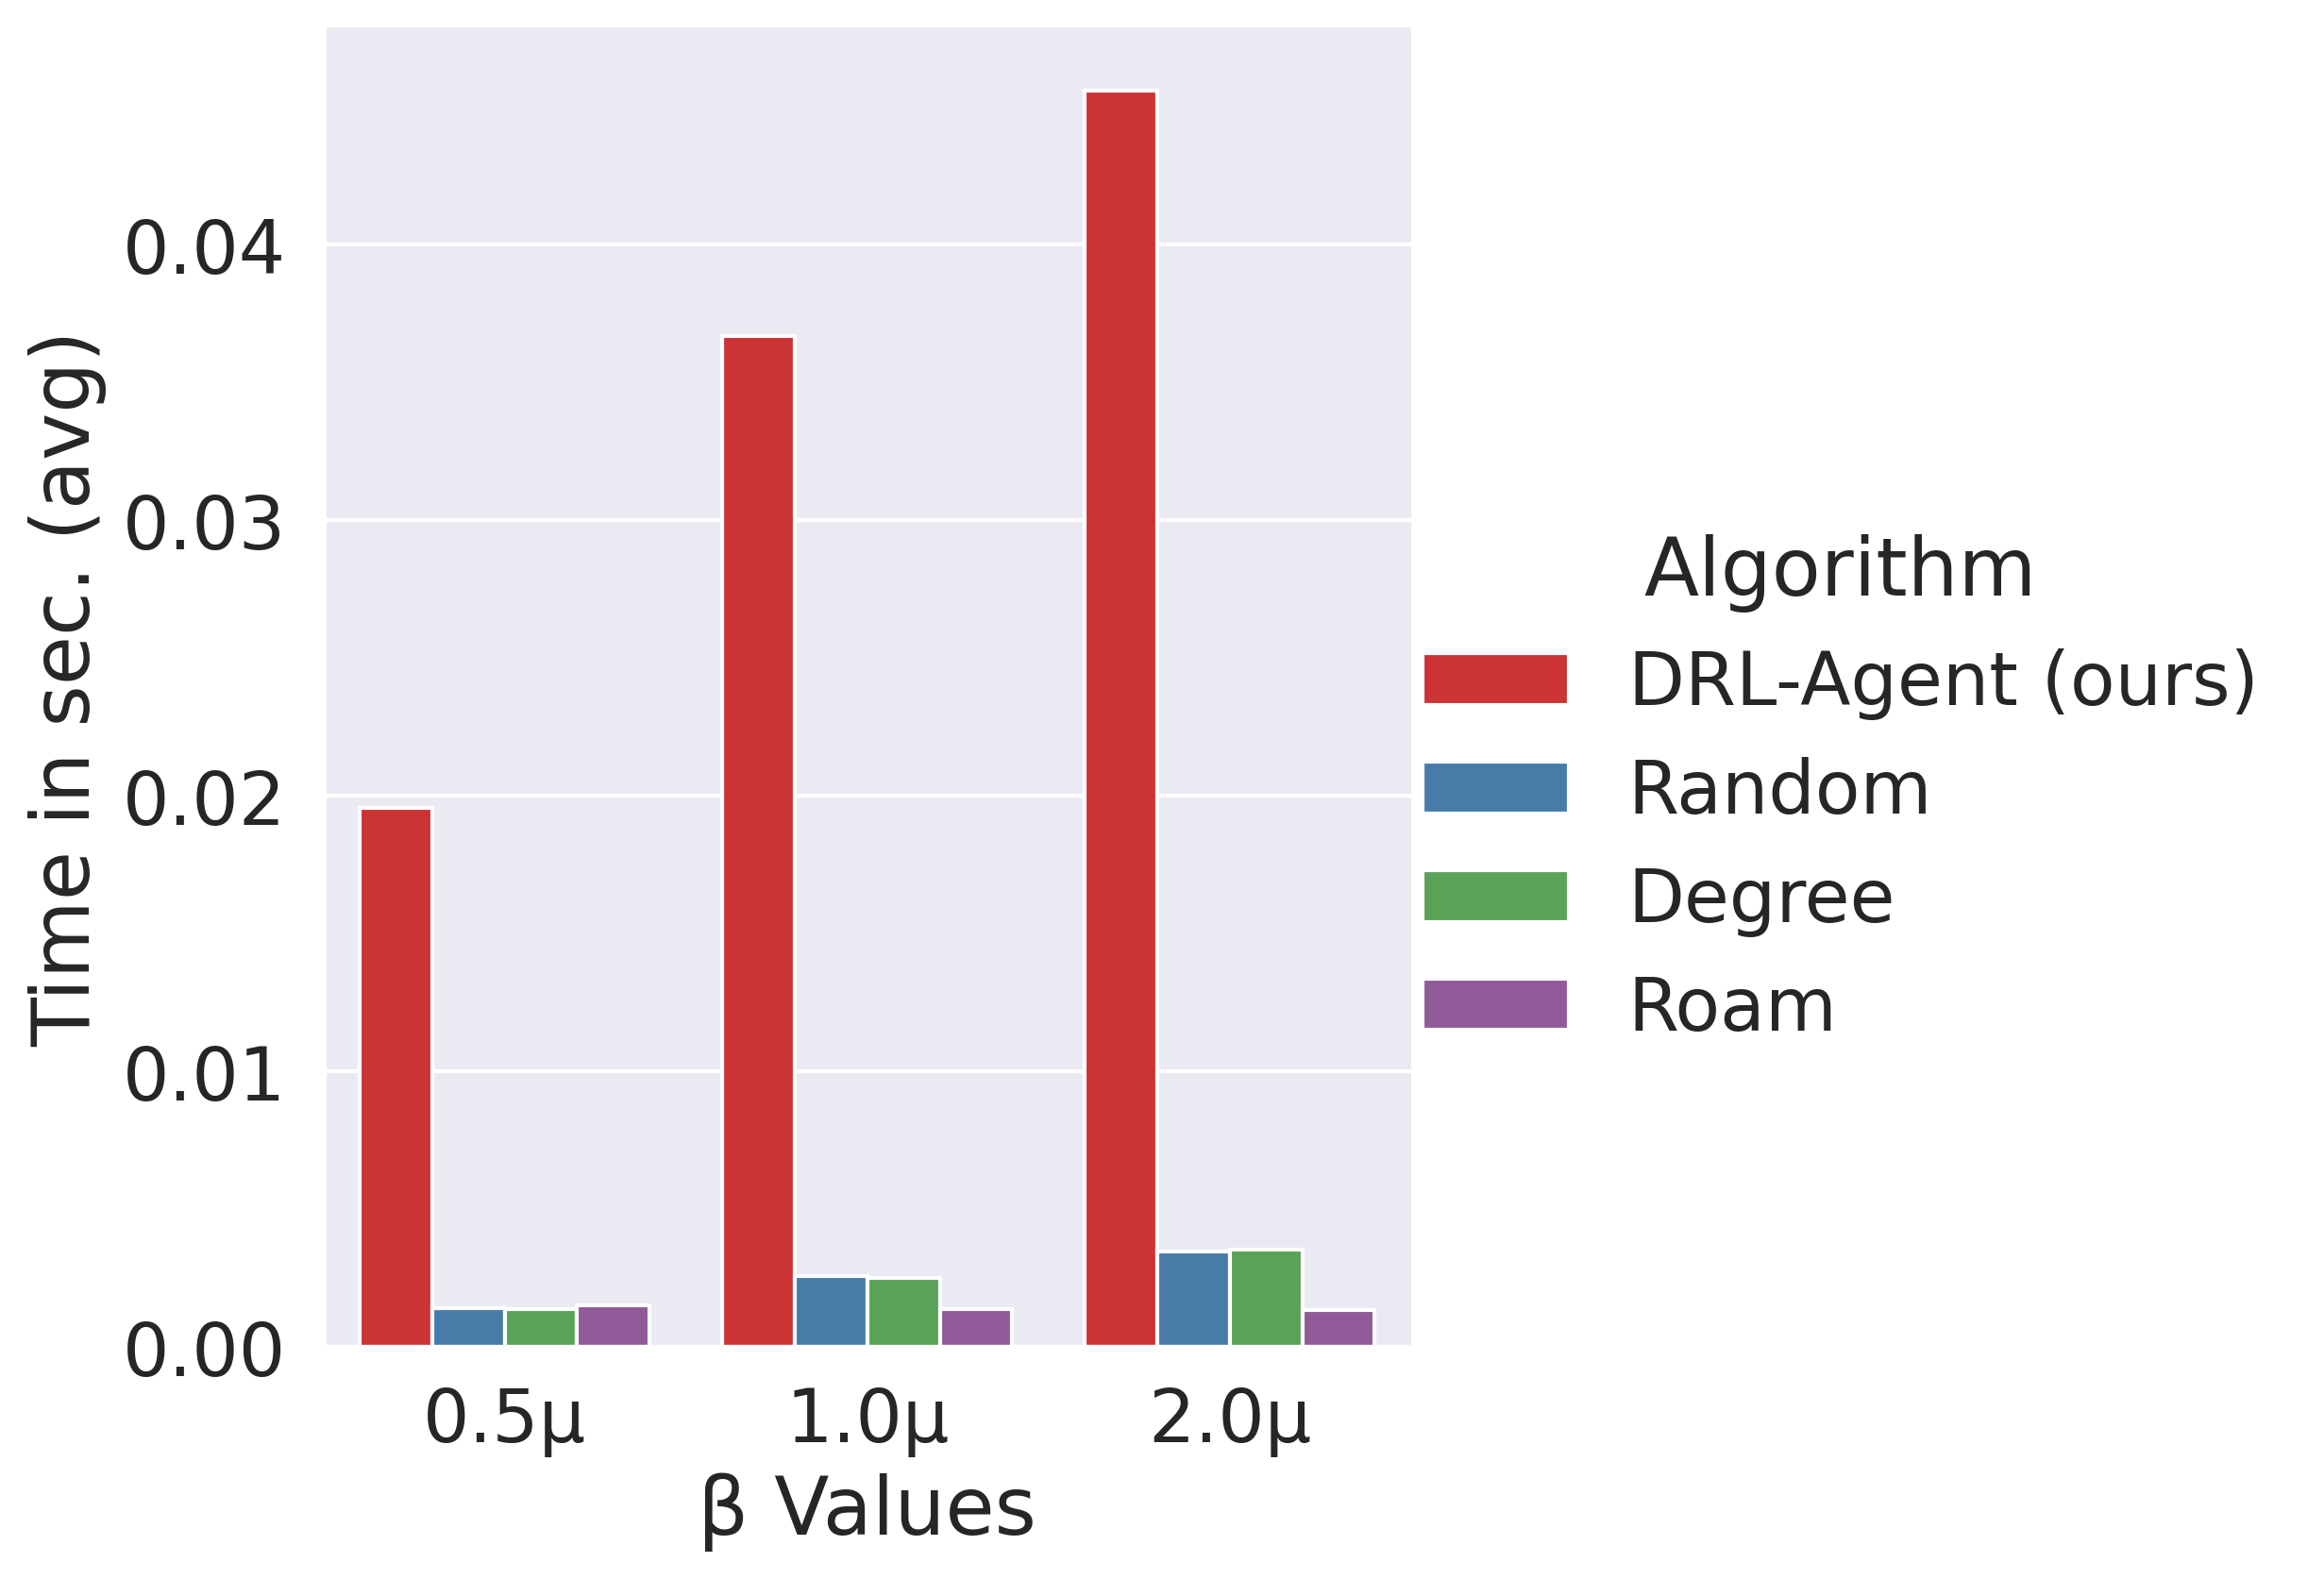 Time in sec. (avg)
0.04
0.03
0.02
0.01
0.00
0.5μ 1.0μ 2.0μ
β Values
Algorithm
DRL-Agent (ours)
Random
Degree
Roam